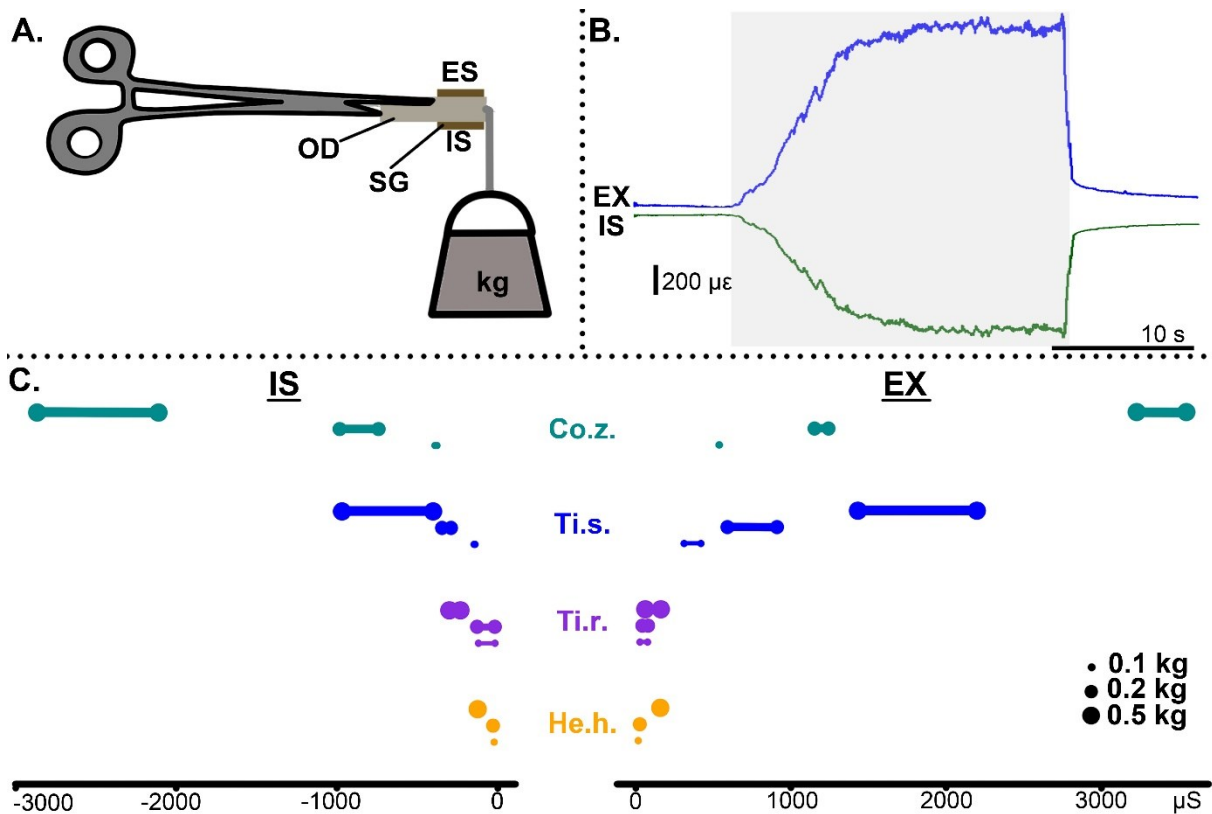 A.
ES
OD
IS
SG
kg
B.
EX
IS
200 µε
10 s
C.
IS
EX
Co.z.
Ti.s.
Ti.r.
He.h.
0.1 kg
0.2 kg
0.5 kg
-3000 -2000 -1000 0 0 1000 2000 3000 µS